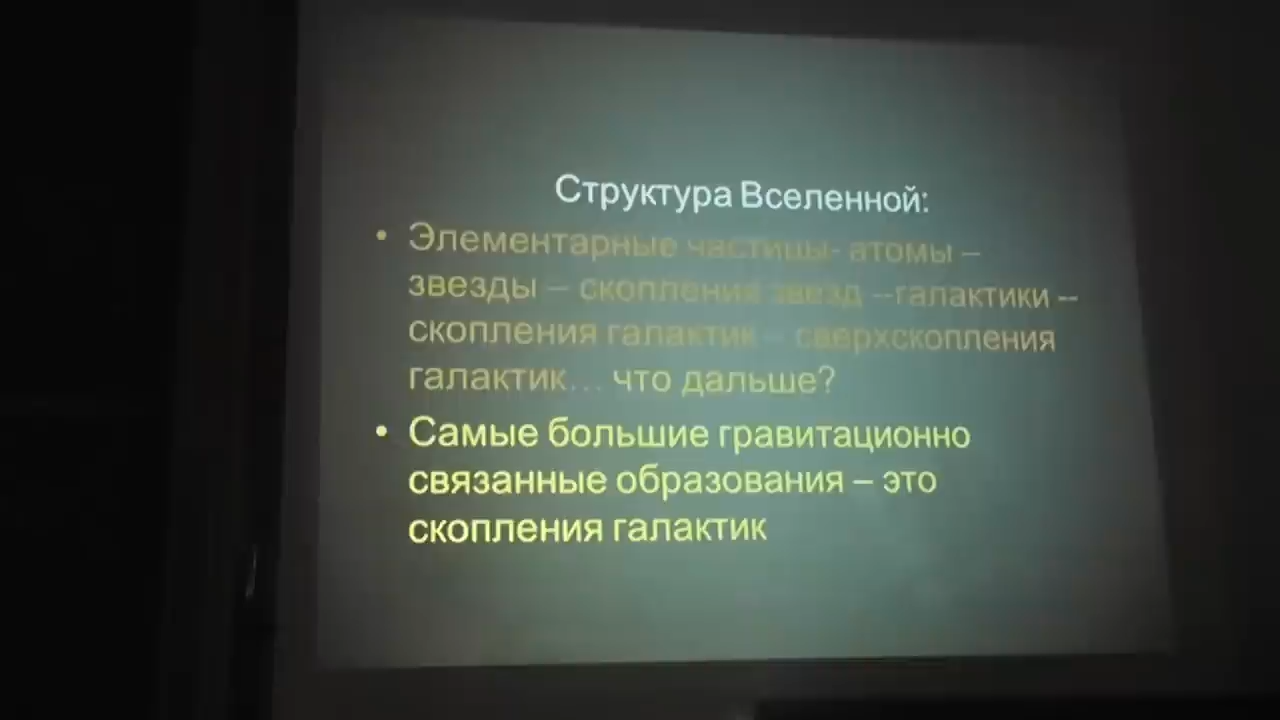 Структура Вселенной:
• Элементарные частицы- атомы –
звезды – скопления звезд --галактики --
скопления галактик – сверхскопления
галактик… что дальше?
• Самые большие гравитационно
связанные образования – это
скопления галактик